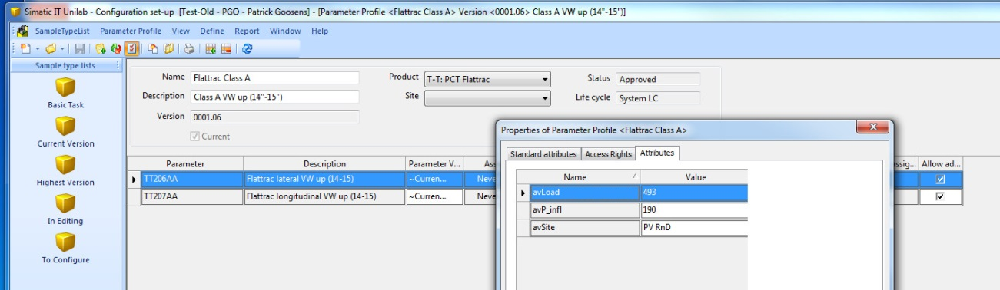 Simatic IT Unilab - Configuration set-up [Test-Old - PGO - Patrick Goosens] - [Parameter Profile <Flattrac Class A> Version <0001.06> Class A VW up (14"-15")]
SampleTypeList Parameter Profile View Define Report Window Help
Sample type lists
Basic Task
Current Version
Highest Version
In Editing
To Configure
Name Flattrac Class A Product T-T: PCT Flattrac Status Approved
Description Class A VW up (14"-15") Site Life cycle System LC
Version 0001.06
Current
Parameter Description Parameter V... Ass ssig... Allow ad...
TT206AA Flattrac lateral VW up (14-15) ~Curren... Neve
TT207AA Flattrac longitudinal VW up (14-15) ~Curren... Neve
Properties of Parameter Profile <Flattrac Class A>
Standard attributes Access Rights Attributes
Name Value
avLoad 493
avP_infl 190
avSite PV RnD